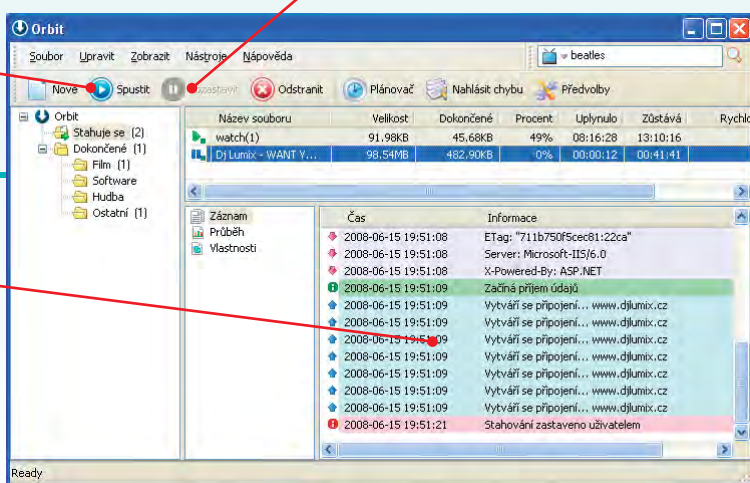 Orbit
Soubor Upravit Zobrazit Nástroje Nápověda beatles
Nové Spustit Pozastavit Odstranit Plánovač Nahlásit chybu Předvolby
Orbit
Stahuje se (2)
Dokončené (1)
Film (1)
Software
Hudba
Ostatní (1)
Název souboru Velikost Dokončené Procent Uplynulo Zůstává Rychlo
watch(1) 91.98KB 45.68KB 49% 08:16:28 13:10:16
Dj Lumix - WANT Y... 98.54MB 482.90KB 0% 00:00:12 00:41:41
Záznam
Průběh
Vlastnosti
Čas Informace
2008-06-15 19:51:08 ETag: "711b750f5cec81:22ca"
2008-06-15 19:51:08 Server: Microsoft-IIS/6.0
2008-06-15 19:51:08 X-Powered-By: ASP.NET
2008-06-15 19:51:09 Začíná příjem údajů
2008-06-15 19:51:09 Vytváří se připojení... www.djlumix.cz
2008-06-15 19:51:09 Vytváří se připojení... www.djlumix.cz
2008-06-15 19:51:09 Vytváří se připojení... www.djlumix.cz
2008-06-15 19:51:09 Vytváří se připojení... www.djlumix.cz
2008-06-15 19:51:09 Vytváří se připojení... www.djlumix.cz
2008-06-15 19:51:09 Vytváří se připojení... www.djlumix.cz
2008-06-15 19:51:09 Vytváří se připojení... www.djlumix.cz
2008-06-15 19:51:21 Stahování zastaveno uživatelem
Ready